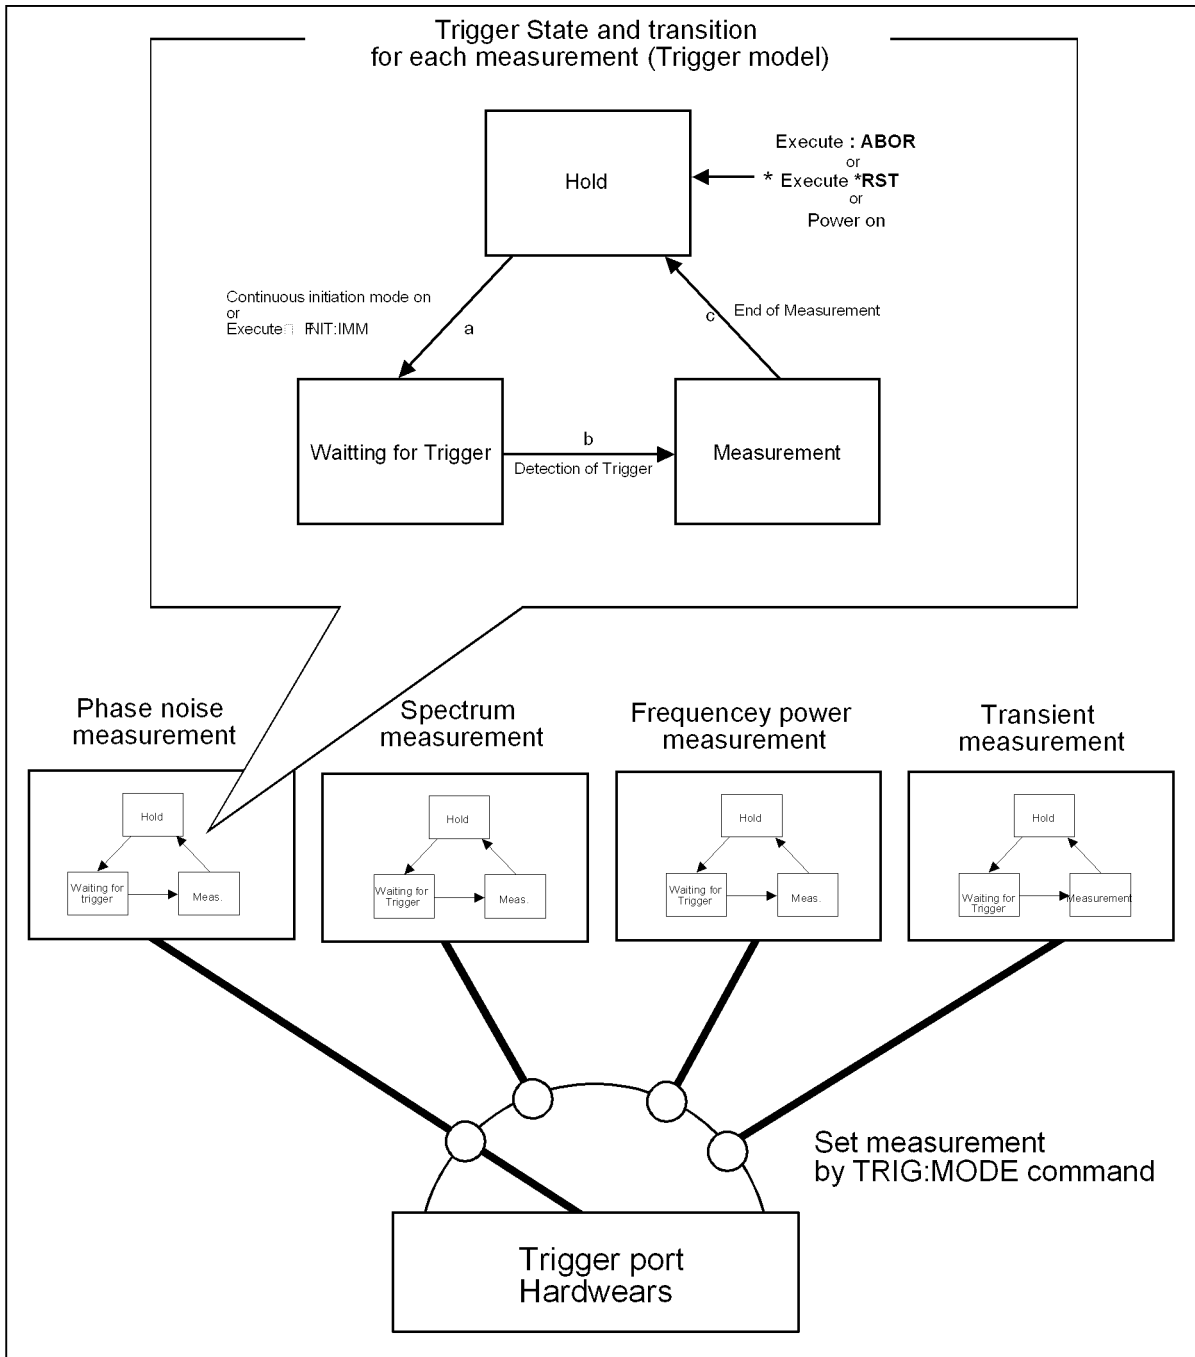 Trigger State and transition
for each measurement (Trigger model)
Hold
Execute : ABOR
or
* Execute *RST
or
Power on
Continuous initiation mode on
or
Execute NIT:IMM
a
c
End of Measurement
Waitting for Trigger
b
Detection of Trigger
Measurement
Phase noise
measurement
Spectrum
measurement
Frequencey power
measurement
Transient
measurement
Hold
Waiting for
trigger
Meas.
Hold
Waiting for
Trigger
Meas.
Hold
Waiting for
Trigger
Meas.
Hold
Waiting for
Trigger
Measurement
Set measurement
by TRIG:MODE command
Trigger port
Hardwears